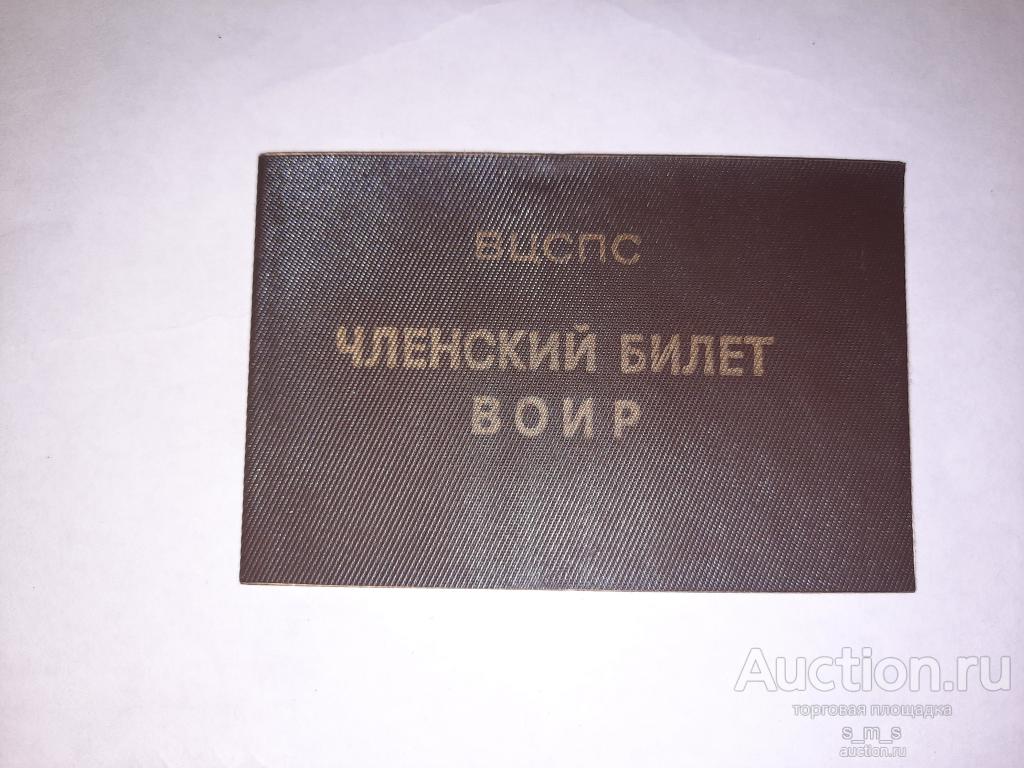 ВЦСПС
ЧЛЕНСКИЙ БИЛЕТ
ВОИР
Auction.ru
торговая площадка
s_m_s
auction.ru